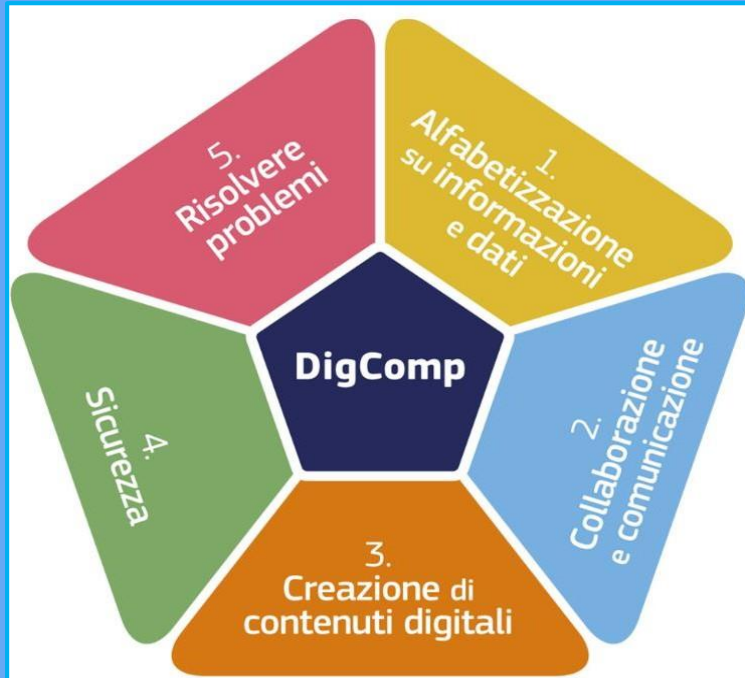 DigComp
1.
Alfabetizzazione
su informazioni
e dati
2.
Collaborazione
e comunicazione
3.
Creazione di
contenuti digitali
4.
Sicurezza
5.
Risolvere
problemi